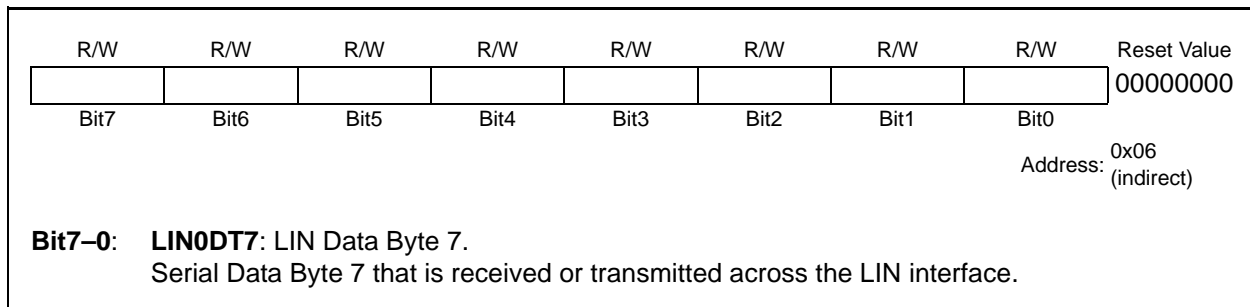 R/W R/W R/W R/W R/W R/W R/W R/W Reset Value
00000000
Bit7 Bit6 Bit5 Bit4 Bit3 Bit2 Bit1 Bit0
Address: 0x06
(indirect)
Bit7–0: LIN0DT7: LIN Data Byte 7.
Serial Data Byte 7 that is received or transmitted across the LIN interface.